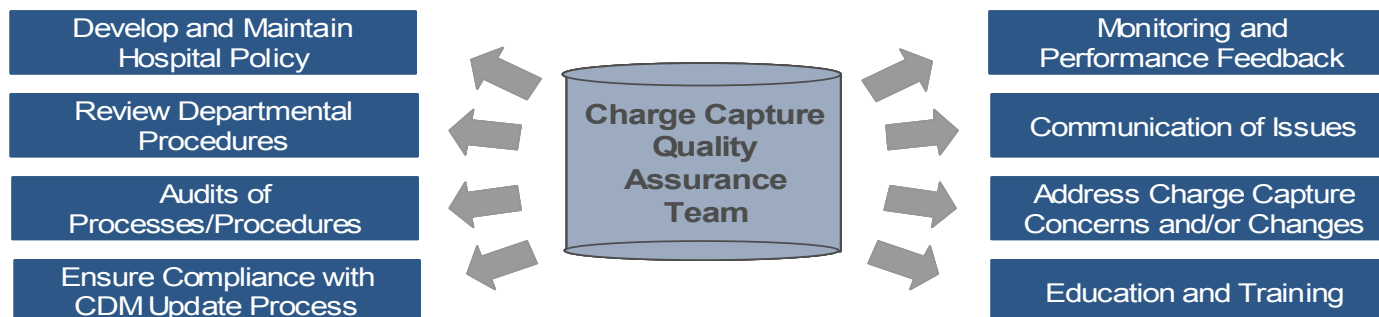 Develop and Maintain
Hospital Policy
Review Departmental
Procedures
Audits of
Processes/Procedures
Ensure Compliance with
CDM Update Process
Charge Capture
Quality
Assurance
Team
Monitoring and
Performance Feedback
Communication of Issues
Address Charge Capture
Concerns and/or Changes
Education and Training